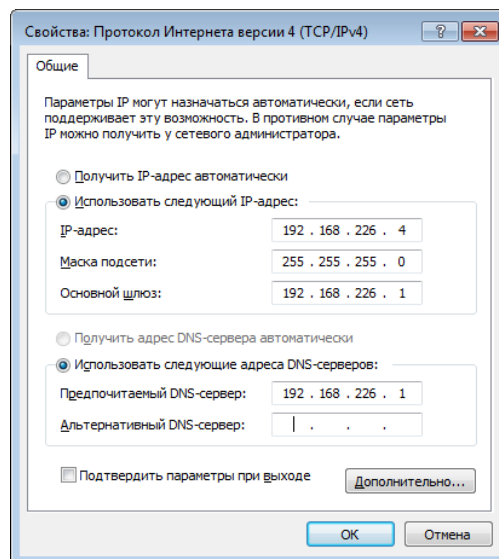 Свойства: Протокол Интернета версии 4 (TCP/IPv4)
Общие
Параметры IP могут назначаться автоматически, если сеть
поддерживает эту возможность. В противном случае параметры
IP можно получить у сетевого администратора.
Получить IP-адрес автоматически
Использовать следующий IP-адрес:
IP-адрес: 192 . 168 . 226 . 4
Маска подсети: 255 . 255 . 255 . 0
Основной шлюз: 192 . 168 . 226 . 1
Получить адрес DNS-сервера автоматически
Использовать следующие адреса DNS-серверов:
Предпочитаемый DNS-сервер: 192 . 168 . 226 . 1
Альтернативный DNS-сервер: . . .
Подтвердить параметры при выходе
Дополнительно...
OK Отмена